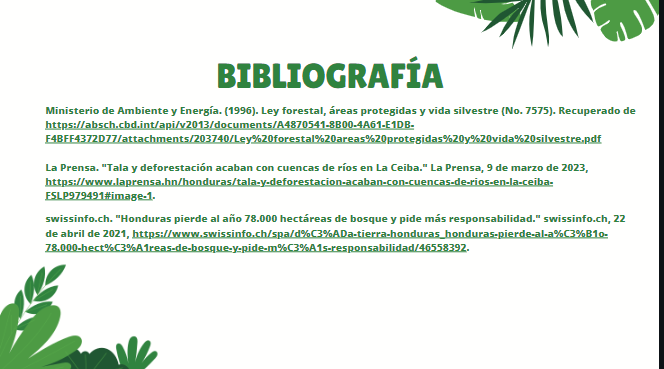 BIBLIOGRAFÍA
Ministerio de Ambiente y Energía. (1996). Ley forestal, áreas protegidas y vida silvestre (No. 7575). Recuperado de
https://absch.cbd.int/api/v2013/documents/A4870541-8B00-4A61-E1DB-
F4BFF4372D77/attachments/203740/Ley%20forestal%20areas%20protegidas%20y%20vida%20silvestre.pdf
La Prensa. "Tala y deforestación acaban con cuencas de ríos en La Ceiba." La Prensa, 9 de marzo de 2023,
https://www.laprensa.hn/honduras/tala-y-deforestacion-acaban-con-cuencas-de-rios-en-la-ceiba-
FSLP979491#image-1.
swissinfo.ch. "Honduras pierde al año 78.000 hectáreas de bosque y pide más responsabilidad." swissinfo.ch, 22
de abril de 2021, https://www.swissinfo.ch/spa/d%C3%ADa-tierra-honduras_honduras-pierde-al-a%C3%B1o-
78.000-hect%C3%A1reas-de-bosque-y-pide-m%C3%A1s-responsabilidad/46558392.